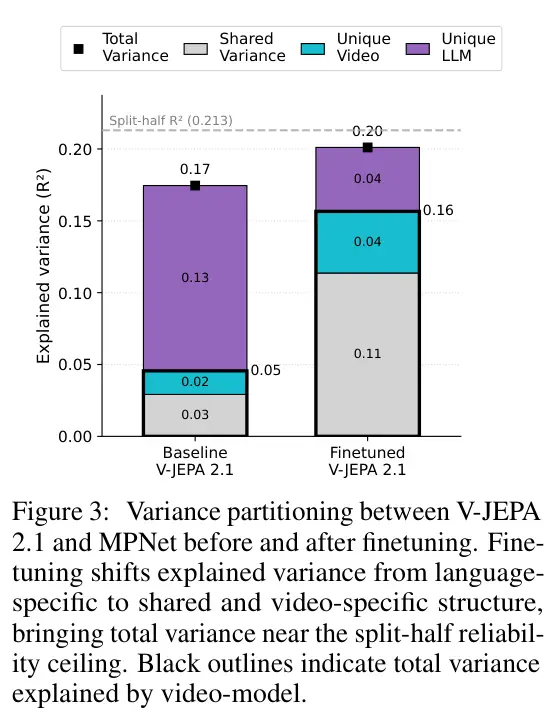 Total Variance
Shared Variance
Unique Video
Unique LLM
Split-half R² (0.213)
Explained variance (R²)
0.20
0.15
0.10
0.05
0.00
0.17
0.13
0.02
0.03
0.05
0.20
0.04
0.04
0.11
0.16
Baseline
V-JEPA 2.1
Finetuned
V-JEPA 2.1
Figure 3: Variance partitioning between V-JEPA
2.1 and MPNet before and after finetuning. Fine-
tuning shifts explained variance from language-
specific to shared and video-specific structure,
bringing total variance near the split-half reliabil-
ity ceiling. Black outlines indicate total variance
explained by video-model.